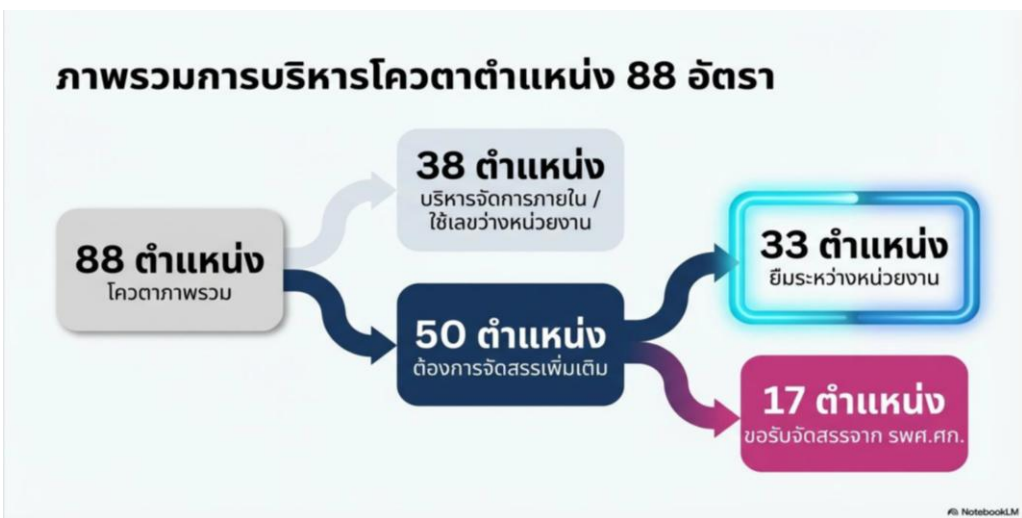 ภาพรวมการบริหารโควตาตำแหน่ง 88 อัตรา
88 ตำแหน่ง
โควตาภาพรวม
38 ตำแหน่ง
บริหารจัดการภายใน /
ใช้เลขว่างหน่วยงาน
50 ตำแหน่ง
ต้องการจัดสรรเพิ่มเติม
33 ตำแหน่ง
ยืมระหว่างหน่วยงาน
17 ตำแหน่ง
ขอรับจัดสรรจาก รพศ.ศก.
NotebookLM